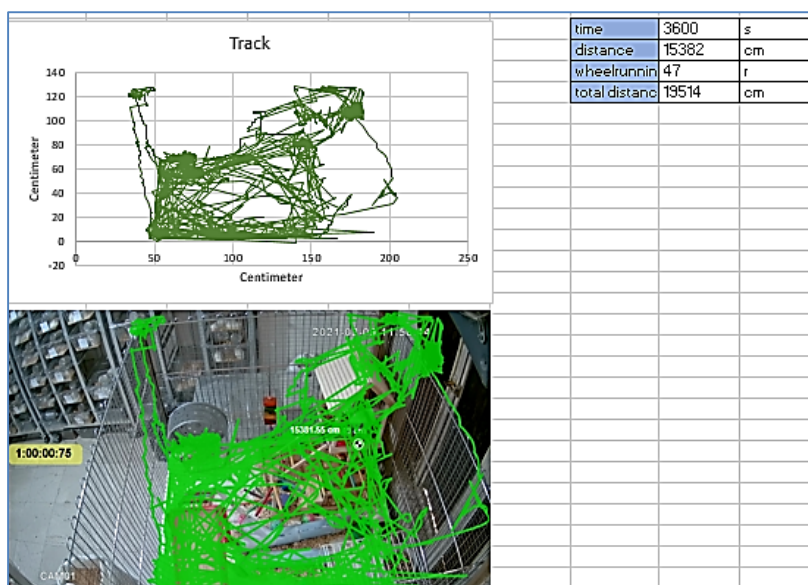 Track
140
120
100
80
60
40
20
0
-20
0 50 100 150 200 250
Centimeter
Centimeter
time 3600 s
distance 15382 cm
wheelrunnin 47 r
total distanc 19514 cm
15381.55 cm
1:00:00:75
CAM01